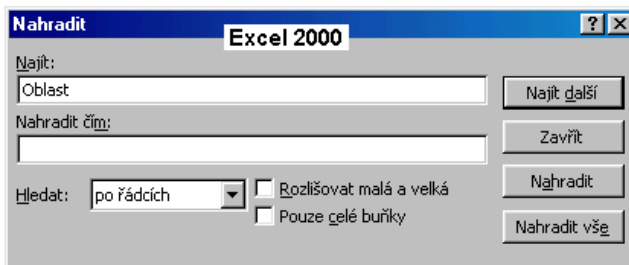 Nahradit
Excel 2000
Najít:
Oblast
Najít další
Nahradit čím:
Zavřít
Hledat:
po řádcích
Rozlišovat malá a velká
Nahradit
Pouze celé buňky
Nahradit vše